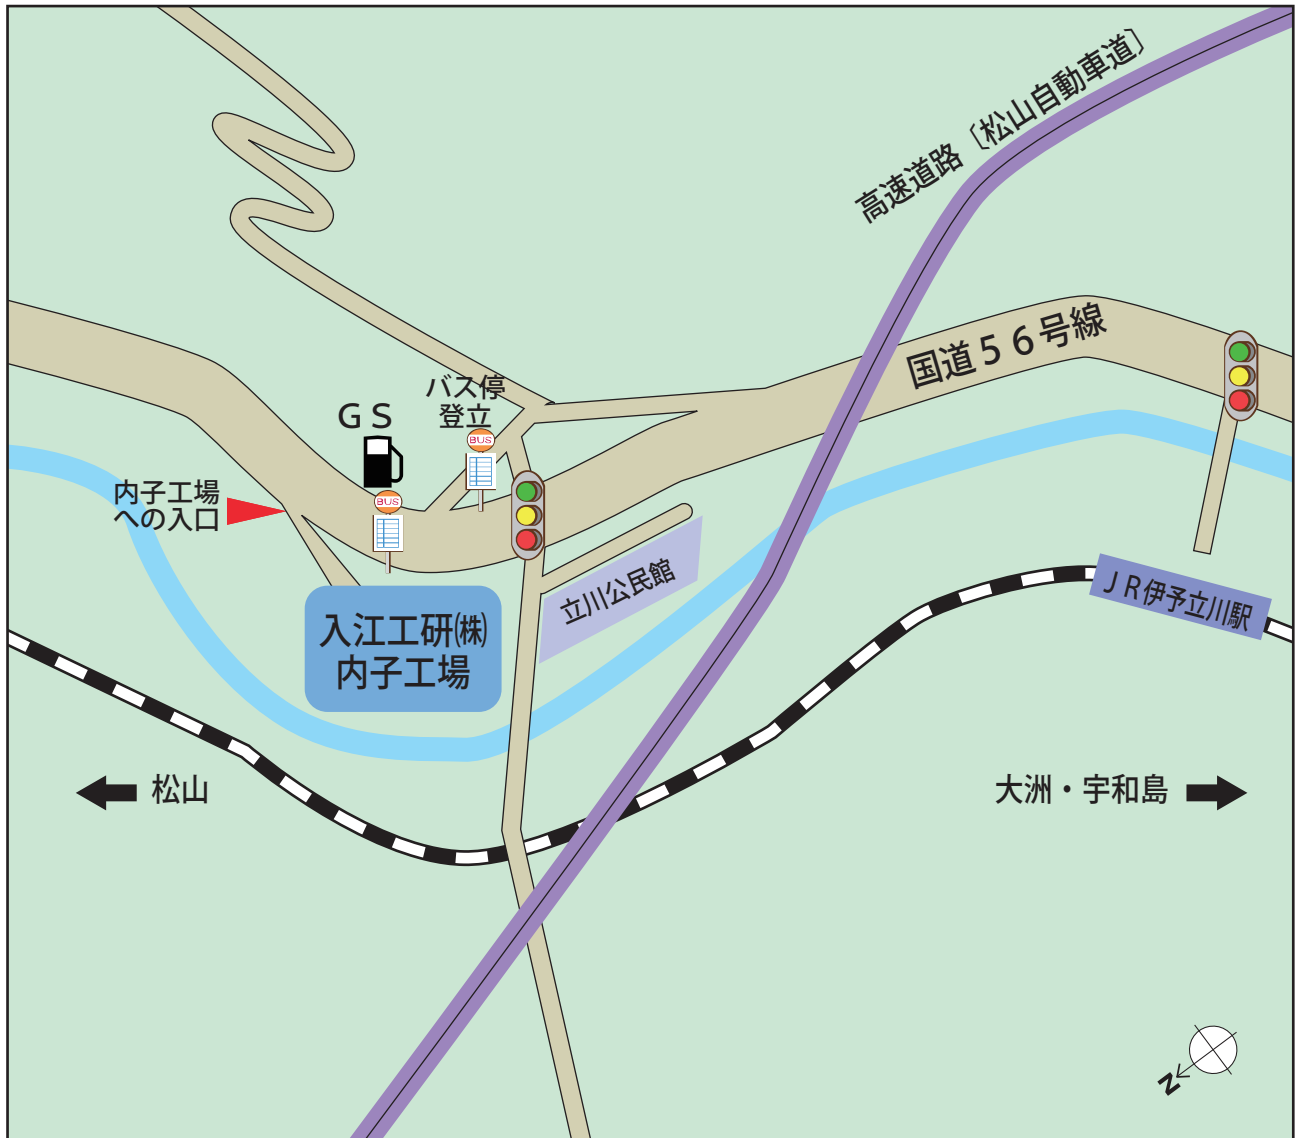 高速道路〔松山自動車道〕
国道５６号線
バス停
登立
ＧＳ
BUS
BUS
内子工場
への入口
立川公民館
ＪＲ伊予立川駅
入江工研㈱
内子工場
松山
大洲・宇和島
N